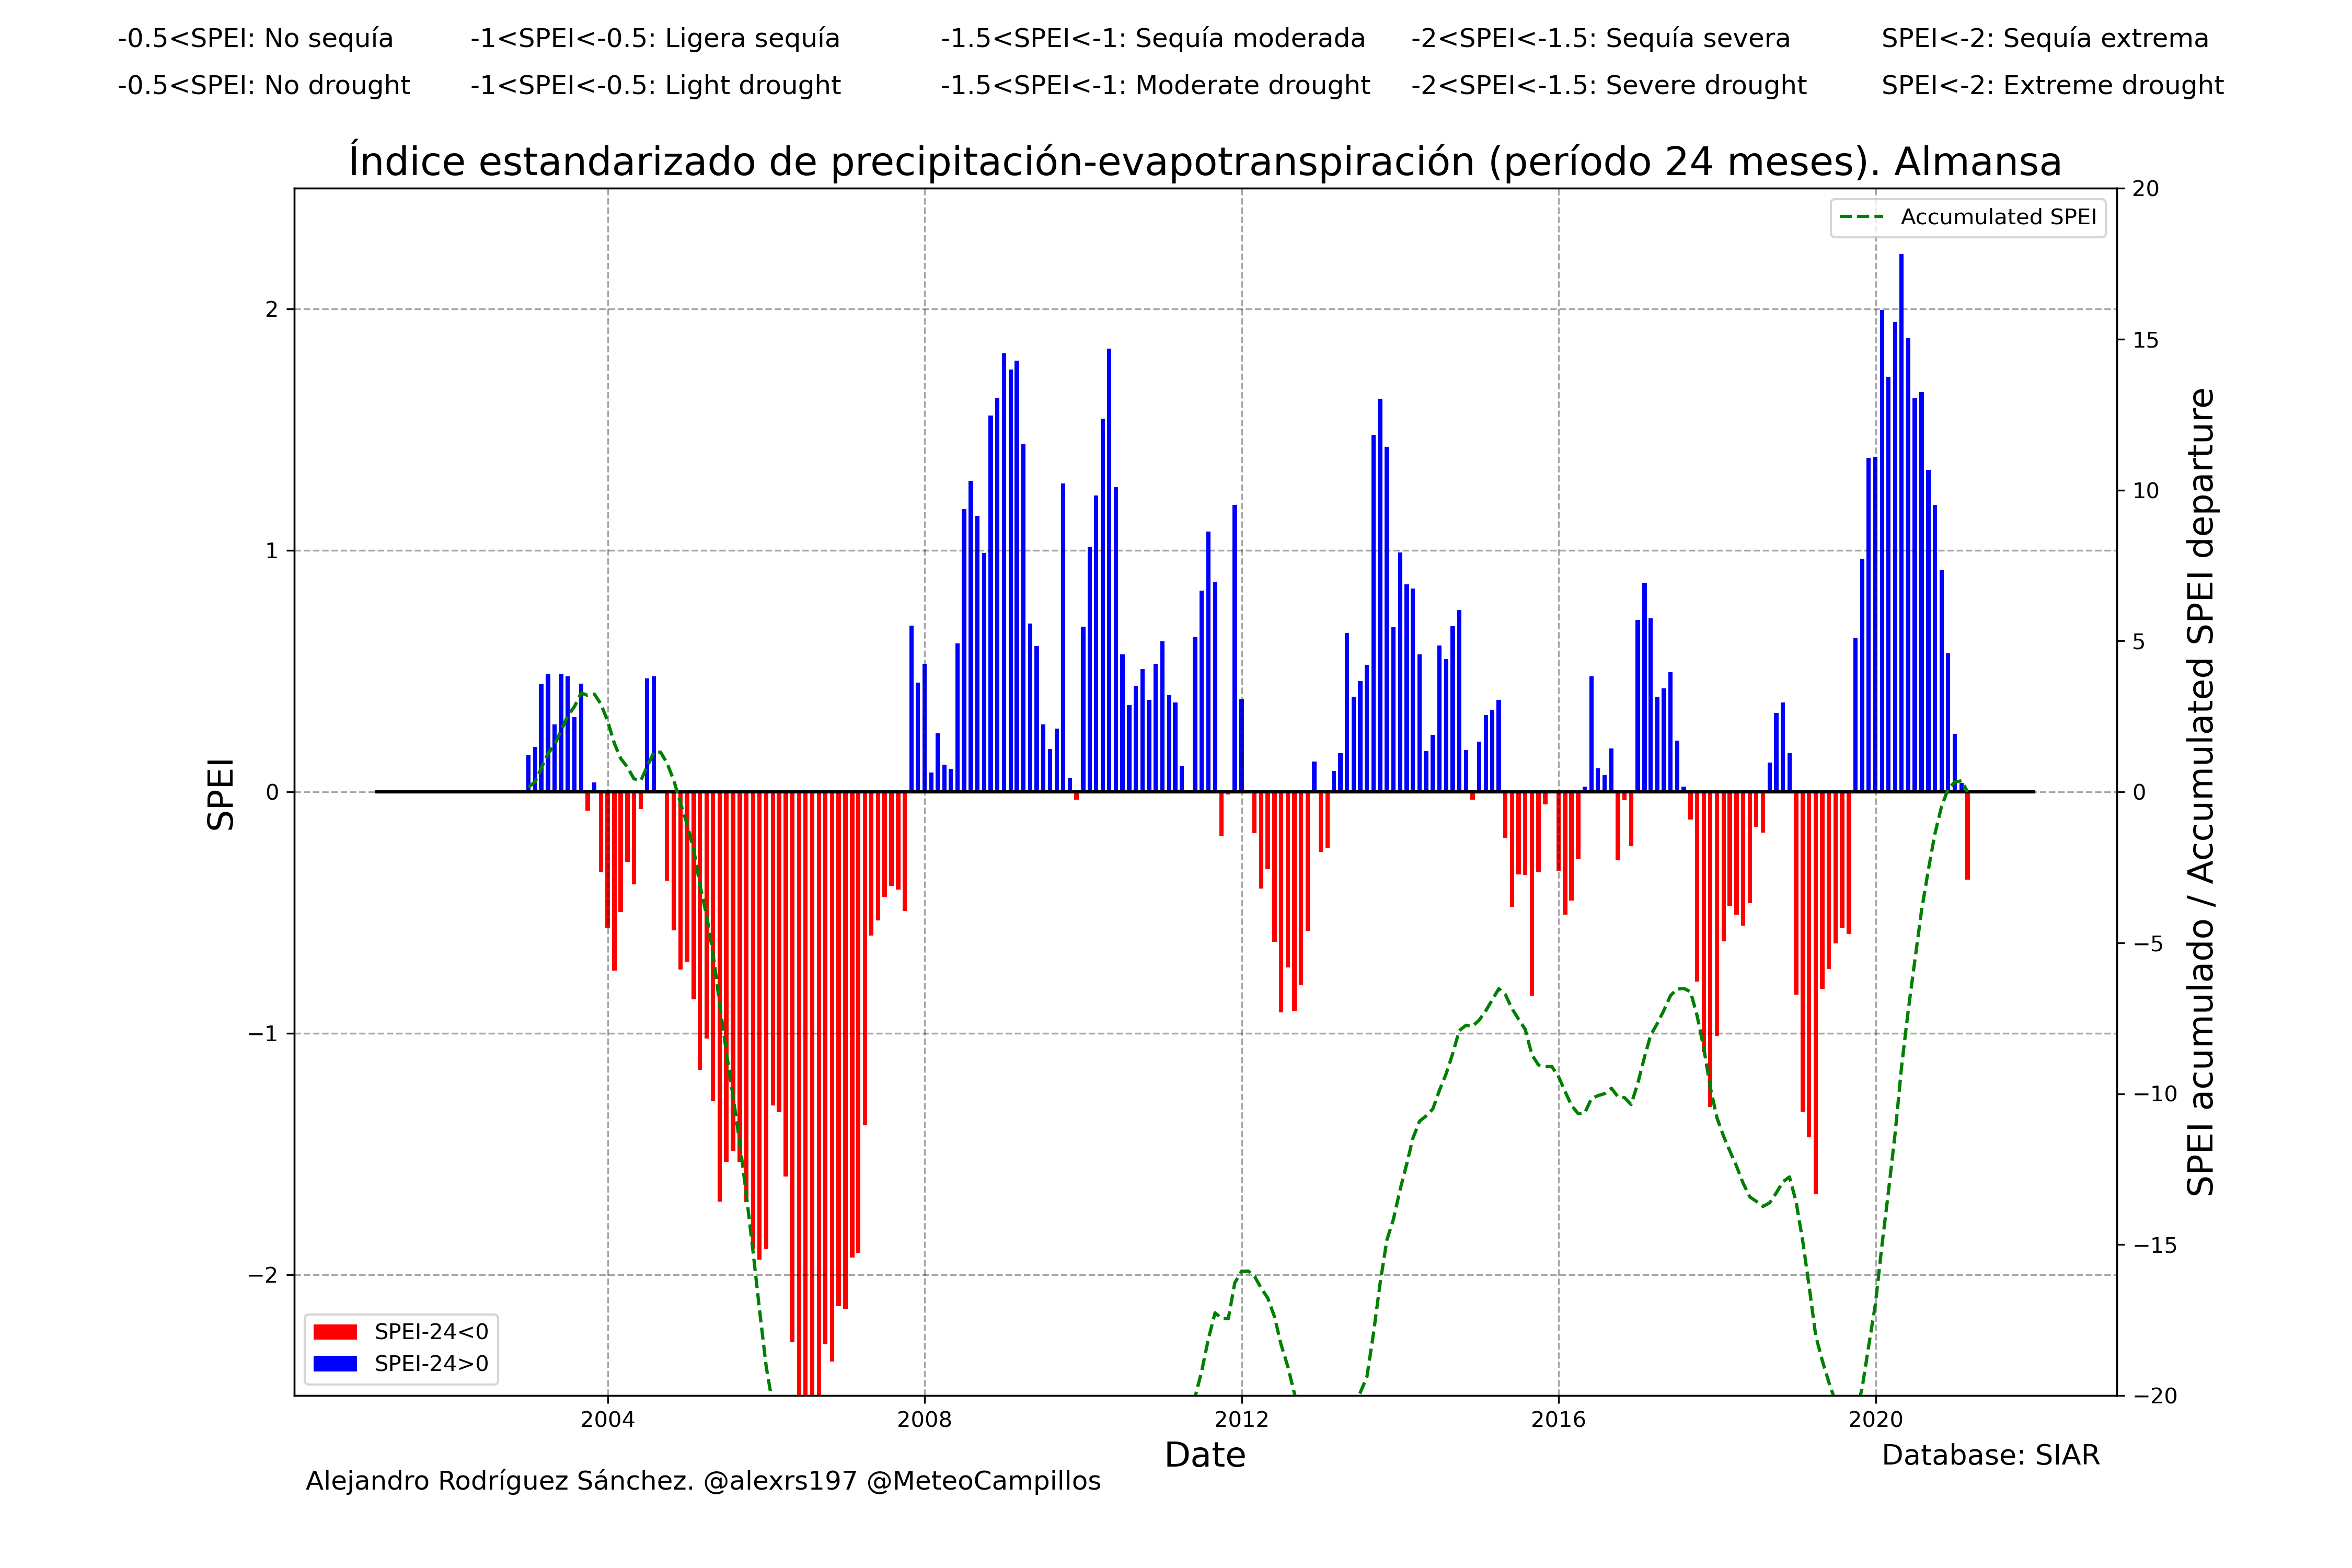 -0.5<SPEI: No sequía -1<SPEI<-0.5: Ligera sequía -1.5<SPEI<-1: Sequía moderada -2<SPEI<-1.5: Sequía severa SPEI<-2: Sequía extrema
-0.5<SPEI: No drought -1<SPEI<-0.5: Light drought -1.5<SPEI<-1: Moderate drought -2<SPEI<-1.5: Severe drought SPEI<-2: Extreme drought
Índice estandarizado de precipitación-evapotranspiración (período 24 meses). Almansa
SPEI
2
1
0
−1
−2
Accumulated SPEI
20
15
10
5
0
−5
−10
−15
−20
SPEI acumulado / Accumulated SPEI departure
SPEI-24<0
SPEI-24>0
2004 2008 2012 2016 2020
Date
Database: SIAR
Alejandro Rodríguez Sánchez. @alexrs197 @MeteoCampillos